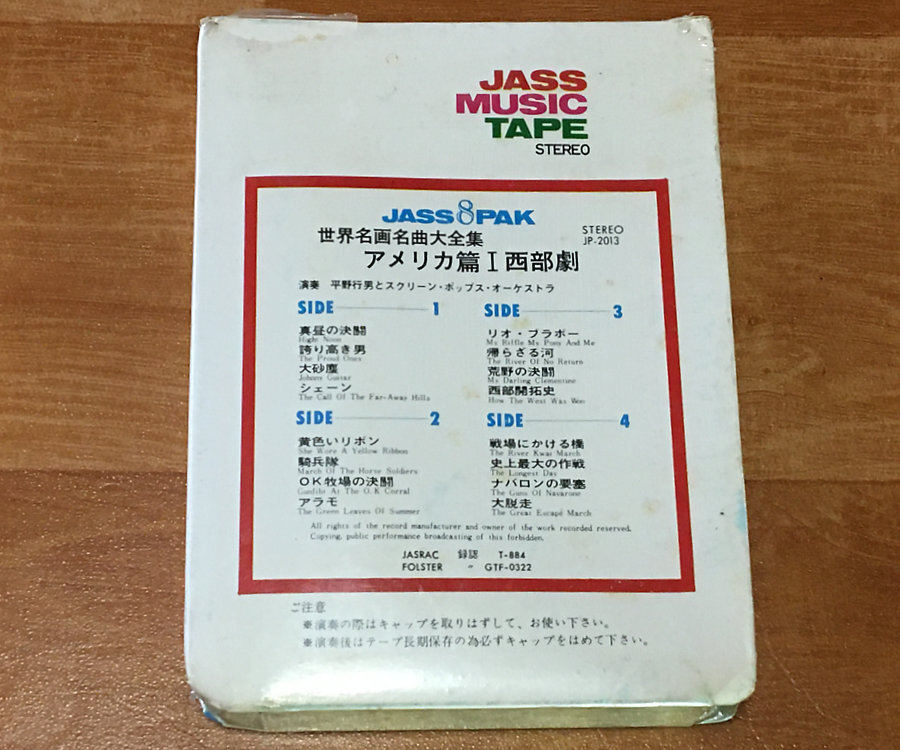 JASS
MUSIC
TAPE
STEREO
JASS 8 PAK
世界名画名曲大全集
アメリカ篇 I 西部劇
STEREO
JP-2013
演奏 平野行男とスクリーン・ポップス・オーケストラ
SIDE 1
真昼の決闘
Hight Noon
誇り高き男
The Proud Ones
大砂塵
Johnny Guitar
シェーン
The Call Of The Far-Away Hills
SIDE 2
黄色いリボン
She Wore A Yellow Ribbon
騎兵隊
March Of The Horse Soldiers
OK牧場の決闘
Gunfiht At The O.K Corral
アラモ
The Green Leaves Of Summer
SIDE 3
リオ・ブラボー
My Riffle My Pony And Me
帰らざる河
The River Of No Return
荒野の決闘
My Darling Clementine
西部開拓史
How The West Was Won
SIDE 4
戦場にかける橋
The River Kwai March
史上最大の作戦
The Longest Day
ナバロンの要塞
The Guns Of Navarone
大脱走
The Great Escape March
All rights of the record manufacturer and owner of the work recorded reserved.
Copying, public performance broadcasting of this forbidden.
JASRAC 録認 T-884
FOLSTER 〃 GTF-0322
ご注意
※演奏の際はキャップを取りはずして、お使い下さい。
※演奏後はテープ長期保存の為必ずキャップをはめて下さい。